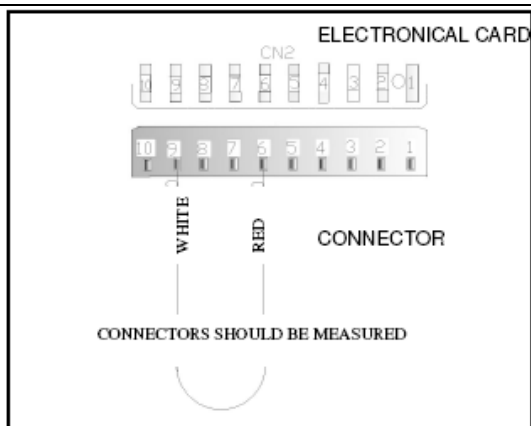 ELECTRONICAL CARD
CN2
10 9 8 7 6 5 4 3 2 1
10 9 8 7 6 5 4 3 2 1
WHITE
RED
CONNECTOR
CONNECTORS SHOULD BE MEASURED